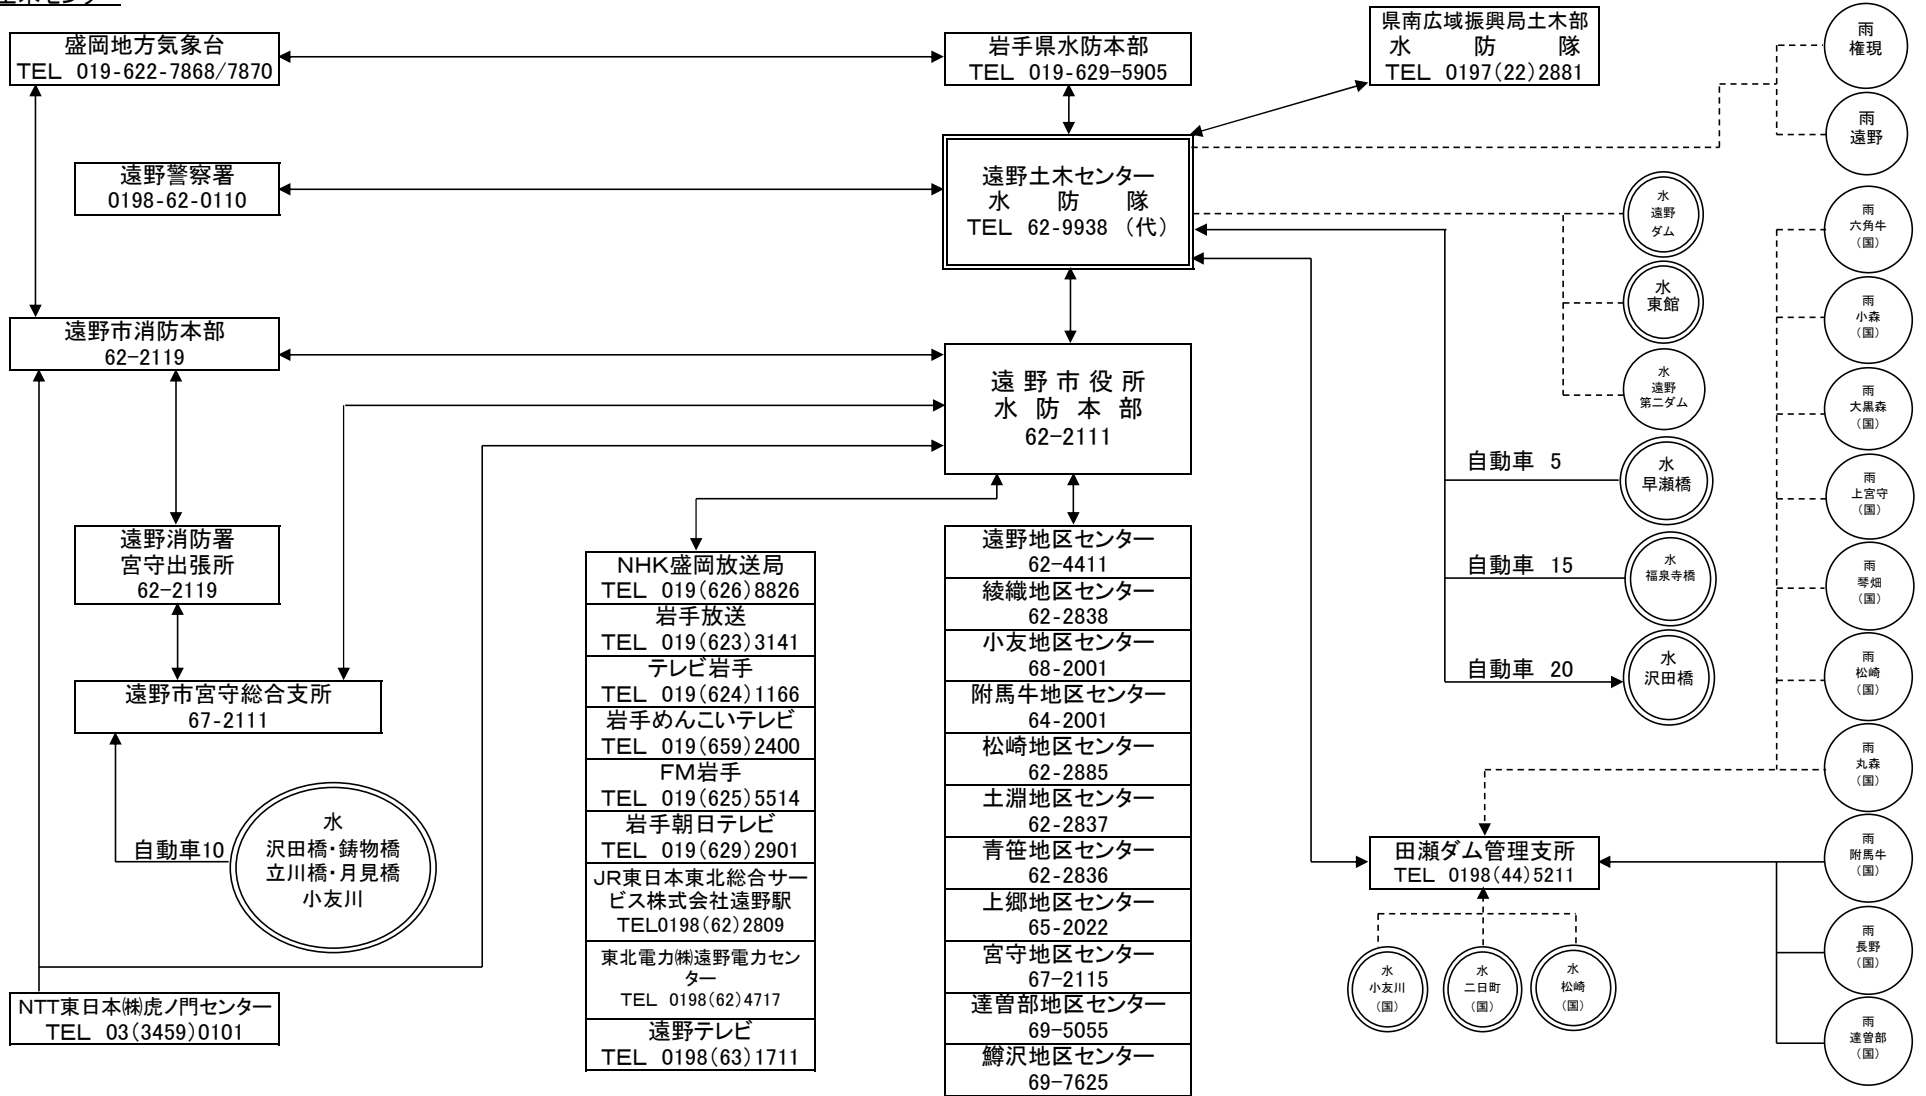 土木センター
盛岡地方気象台
TEL 019-622-7868/7870
岩手県水防本部
TEL 019-629-5905
県南広域振興局土木部
水 防 隊
TEL 0197(22)2881
雨
権現
雨
遠野
遠野警察署
0198-62-0110
遠野土木センター
水 防 隊
TEL 62-9938 (代)
水
遠野
ダム
水
東館
水
遠野
第二ダム
自動車 5
水
早瀬橋
自動車 15
水
福泉寺橋
自動車 20
水
沢田橋
雨
六角牛
(国)
雨
小森
(国)
雨
大黒森
(国)
雨
上宮守
(国)
雨
琴畑
(国)
雨
松崎
(国)
雨
丸森
(国)
雨
附馬牛
(国)
雨
長野
(国)
雨
達曽部
(国)
遠野市消防本部
62-2119
遠野市役所
水防本部
62-2111
遠野消防署
宮守出張所
62-2119
遠野市宮守総合支所
67-2111
自動車10
水
沢田橋・鋳物橋
立川橋・月見橋
小友川
NTT東日本㈱虎ノ門センター
TEL 03(3459)0101
NHK盛岡放送局
TEL 019(626)8826
岩手放送
TEL 019(623)3141
テレビ岩手
TEL 019(624)1166
岩手めんこいテレビ
TEL 019(659)2400
FM岩手
TEL 019(625)5514
岩手朝日テレビ
TEL 019(629)2901
JR東日本東北総合サー
ビス株式会社遠野駅
TEL0198(62)2809
東北電力㈱遠野電力セン
ター
TEL 0198(62)4717
遠野テレビ
TEL 0198(63)1711
遠野地区センター
62-4411
綾織地区センター
62-2838
小友地区センター
68-2001
附馬牛地区センター
64-2001
松崎地区センター
62-2885
土淵地区センター
62-2837
青笹地区センター
62-2836
上郷地区センター
65-2022
宮守地区センター
67-2115
達曽部地区センター
69-5055
鱒沢地区センター
69-7625
田瀬ダム管理支所
TEL 0198(44)5211
水
小友川
(国)
水
二日町
(国)
水
松崎
(国)